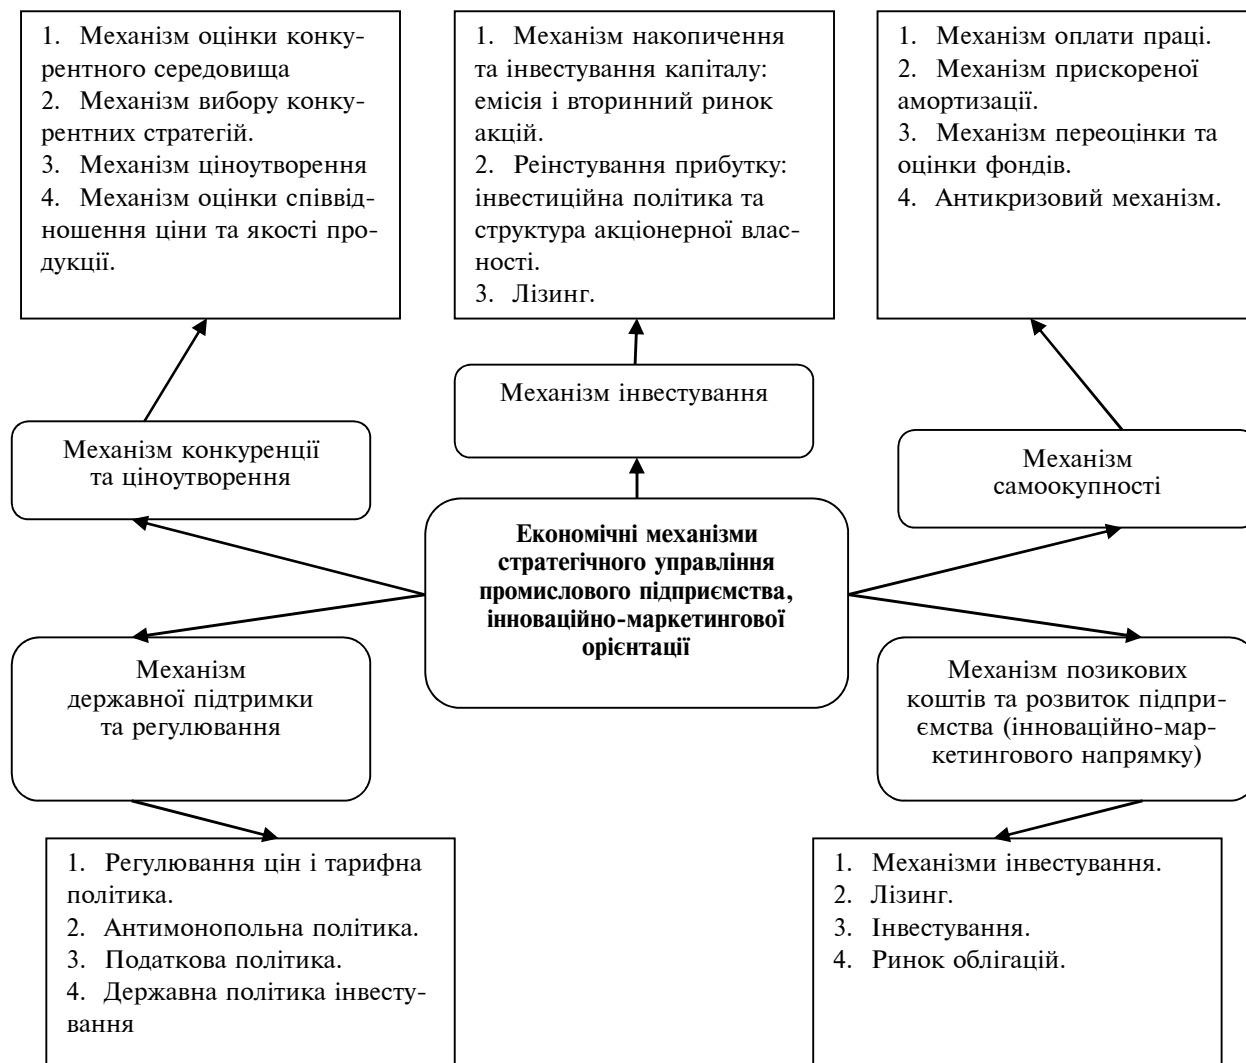 1. Механізм оцінки конку-
рентного середовища
2. Механізм вибору конку-
рентних стратегій.
3. Механізм ціноутворення
4. Механізм оцінки співвід-
ношення ціни та якості про-
дукції.
1. Механізм накопичення
та інвестування капіталу:
емісія і вторинний ринок
акцій.
2. Реінстування прибутку:
інвестиційна політика та
структура акціонерної влас-
ності.
3. Лізинг.
1. Механізм оплати праці.
2. Механізм прискореної
амортизації.
3. Механізм переоцінки та
оцінки фондів.
4. Антикризовий механізм.
Механізм конкуренції
та ціноутворення
Механізм інвестування
Механізм
самоокупності
Економічні механізми
стратегічного управління
промислового підприємства,
інноваційно-маркетингової
орієнтації
Механізм
державної підтримки
та регулювання
Механізм позикових
коштів та розвиток підпри-
ємства (інноваційно-мар-
кетингового напрямку)
1. Регулювання цін і тарифна
політика.
2. Антимонопольна політика.
3. Податкова політика.
4. Державна політика інвесту-
вання
1. Механізми інвестування.
2. Лізинг.
3. Інвестування.
4. Ринок облігацій.